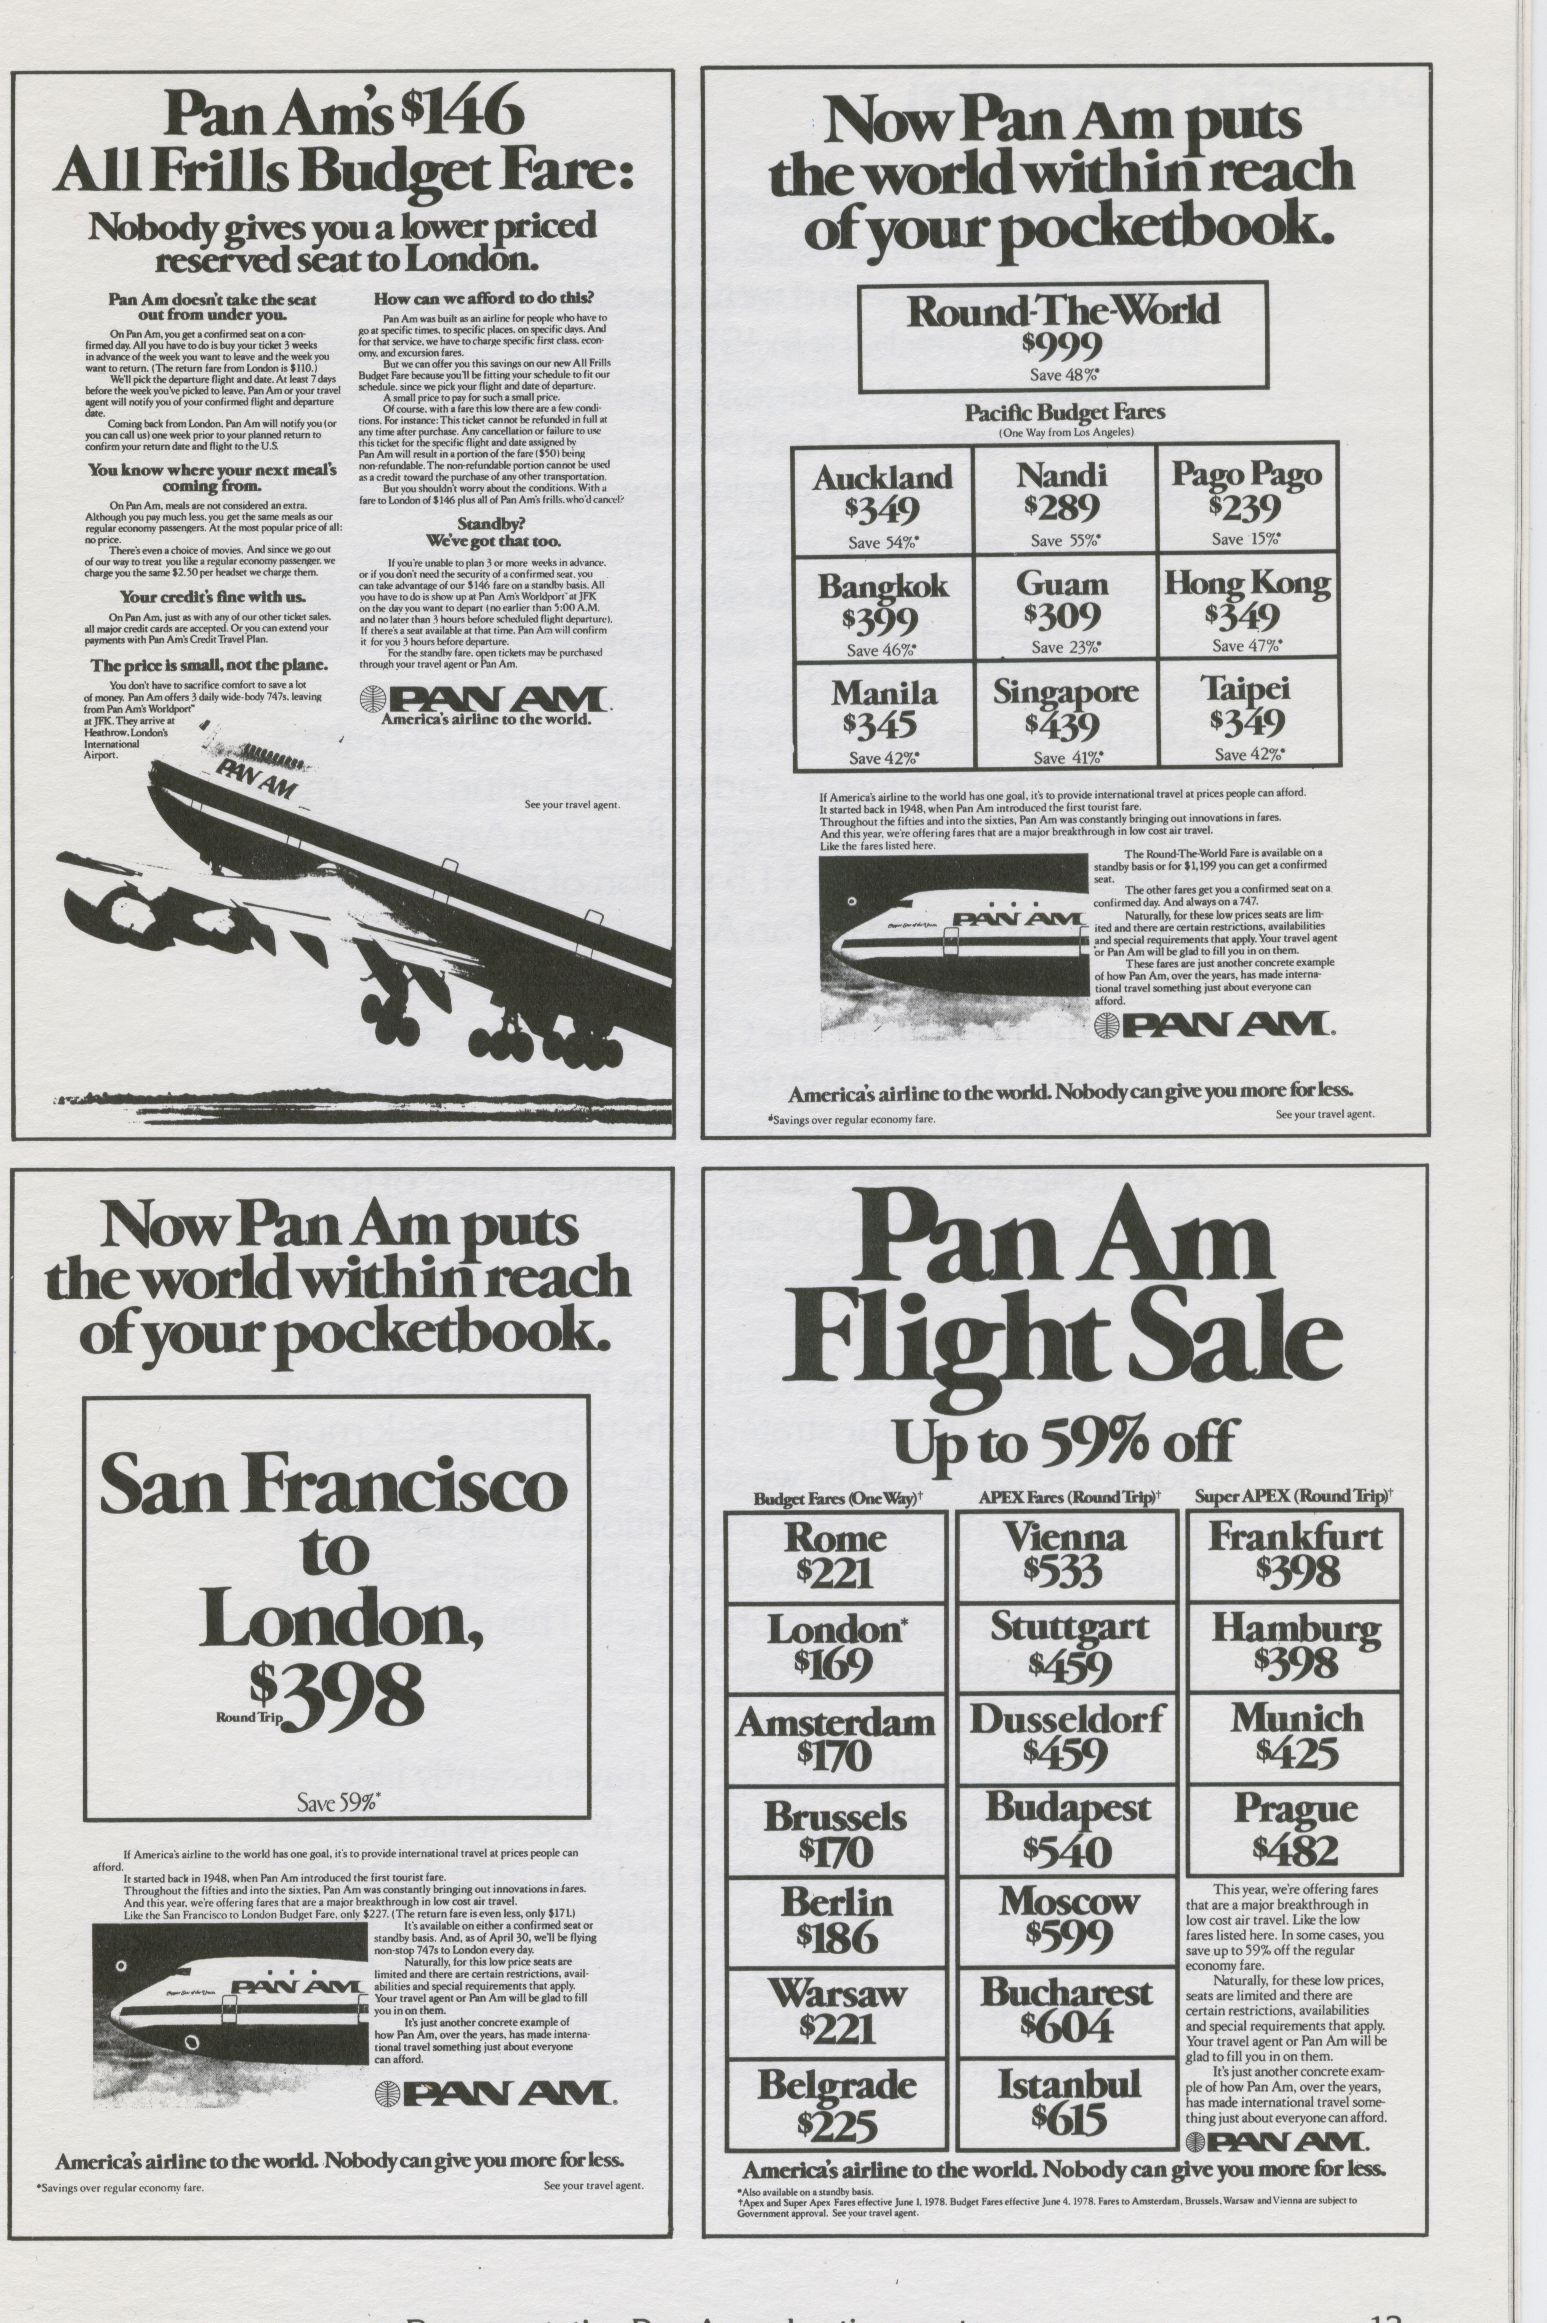 Pan Am's $146
All Frills Budget Fare:
Nobody gives you a lower priced
reserved seat to London.
Pan Am doesn't take the seat
out from under you.
On Pan Am, you get a confirmed seat on a con-
firmed day. All you have to do is buy your ticket 3 weeks
in advance of the week you want to leave and the week you
want to return. (The return fare from London is $110.)
We'll pick the departure flight and date. At least 7 days
before the week you've picked to leave, Pan Am or your travel
agent will notify you of your confirmed flight and departure
date.
Coming back from London, Pan Am will notify you (or
you can call us) one week prior to your planned return to
confirm your return date and flight to the U.S.
You know where your next meal's
coming from.
On Pan Am, meals are not considered an extra.
Although you pay much less, you get the same meals as our
regular economy passengers. At the most popular price of all:
no price.
There's even a choice of movies. And since we go out
of our way to treat you like a regular economy passenger, we
charge you the same $2.50 per headset we charge them.
Your credit's fine with us.
On Pan Am, just as with any of our other ticket sales,
all major credit cards are accepted. Or you can extend your
payments with Pan Am's Credit Travel Plan.
The price is small, not the plane.
You don't have to sacrifice comfort to save a lot
of money. Pan Am offers 3 daily wide-body 747s, leaving
from Pan Am's Worldport"
at JFK. They arrive at
Heathrow, London's
International
Airport.
How can we afford to do this?
Pan Am was built as an airline for people who have to
go at specific times, to specific places, on specific days. And
for that service, we have to charge specific first class, econ-
omy, and excursion fares.
But we can offer you this savings on our new All Frills
Budget Fare because you'll be fitting your schedule to fit our
schedule, since we pick your flight and date of departure.
A small price to pay for such a small price.
Of course, with a fare this low there are a few condi-
tions. For instance: This ticket cannot be refunded in full at
any time after purchase. Any cancellation or failure to use
this ticket for the specific flight and date assigned by
Pan Am will result in a portion of the fare ($50) being
non-refundable. The non-refundable portion cannot be used
as a credit toward the purchase of any other transportation.
But you shouldn't worry about the conditions. With a
fare to London of $146 plus all of Pan Am's frills, who'd cancel?
Standby?
We've got that too.
If you're unable to plan 3 or more weeks in advance,
or if you don't need the security of a confirmed seat, you
can take advantage of our $146 fare on a standby basis. All
you have to do is show up at Pan Am's Worldport" at JFK
on the day you want to depart (no earlier than 5:00 A.M.
and no later than 3 hours before scheduled flight departure).
If there's a seat available at that time, Pan Am will confirm
it for you 3 hours before departure.
For the standby fare, open tickets may be purchased
through your travel agent or Pan Am.
PAN AM.
America's airline to the world.
PAN AM
See your travel agent.
Now Pan Am puts
the world within reach
of your pocketbook.
Round-The-World
$999
Save 48%*
Pacific Budget Fares
(One Way from Los Angeles)
Auckland
$349
Save 54%*
Nandi
$289
Save 55%*
Pago Pago
$239
Save 15%*
Bangkok
$399
Save 46%*
Guam
$309
Save 23%*
Hong Kong
$349
Save 47%*
Manila
$345
Save 42%*
Singapore
$439
Save 41%*
Taipei
$349
Save 42%*
If America's airline to the world has one goal, it's to provide international travel at prices people can afford.
It started back in 1948, when Pan Am introduced the first tourist fare.
Throughout the fifties and into the sixties, Pan Am was constantly bringing out innovations in fares.
And this year, we're offering fares that are a major breakthrough in low cost air travel.
Like the fares listed here.
The Round-The-World Fare is available on a
standby basis or for $1,199 you can get a confirmed
seat.
The other fares get you a confirmed seat on a
confirmed day. And always on a 747.
Naturally, for these low prices seats are lim-
ited and there are certain restrictions, availabilities
and special requirements that apply. Your travel agent
or Pan Am will be glad to fill you in on them.
These fares are just another concrete example
of how Pan Am, over the years, has made interna-
tional travel something just about everyone can
afford.
PAN AM
PAN AM.
America's airline to the world. Nobody can give you more for less.
*Savings over regular economy fare.
See your travel agent.
Now Pan Am puts
the world within reach
of your pocketbook.
San Francisco
to
London,
Round Trip $398
Save 59%*
If America's airline to the world has one goal, it's to provide international travel at prices people can
afford.
It started back in 1948, when Pan Am introduced the first tourist fare.
Throughout the fifties and into the sixties, Pan Am was constantly bringing out innovations in fares.
And this year, we're offering fares that are a major breakthrough in low cost air travel.
Like the San Francisco to London Budget Fare, only $227. (The return fare is even less, only $171.)
It's available on either a confirmed seat or
standby basis. And, as of April 30, we'll be flying
non-stop 747s to London every day.
Naturally, for this low price seats are
limited and there are certain restrictions, avail-
abilities and special requirements that apply.
Your travel agent or Pan Am will be glad to fill
you in on them.
It's just another concrete example of
how Pan Am, over the years, has made interna-
tional travel something just about everyone
can afford.
PAN AM
PAN AM.
America's airline to the world. Nobody can give you more for less.
*Savings over regular economy fare.
See your travel agent.
Pan Am
Flight Sale
Up to 59% off
Budget Fares (One Way)†
Rome
$221
London*
$169
Amsterdam
$170
Brussels
$170
Berlin
$186
Warsaw
$221
Belgrade
$225
APEX Fares (Round Trip)†
Vienna
$533
Stuttgart
$459
Dusseldorf
$459
Budapest
$540
Moscow
$599
Bucharest
$604
Istanbul
$615
Super APEX (Round Trip)†
Frankfurt
$398
Hamburg
$398
Munich
$425
Prague
$482
This year, we're offering fares
that are a major breakthrough in
low cost air travel. Like the low
fares listed here. In some cases, you
save up to 59% off the regular
economy fare.
Naturally, for these low prices,
seats are limited and there are
certain restrictions, availabilities
and special requirements that apply.
Your travel agent or Pan Am will be
glad to fill you in on them.
It's just another concrete exam-
ple of how Pan Am, over the years,
has made international travel some-
thing just about everyone can afford.
PAN AM.
America's airline to the world. Nobody can give you more for less.
*Also available on a standby basis.
†Apex and Super Apex Fares effective June 1, 1978. Budget Fares effective June 4, 1978. Fares to Amsterdam, Brussels, Warsaw and Vienna are subject to
Government approval. See your travel agent.